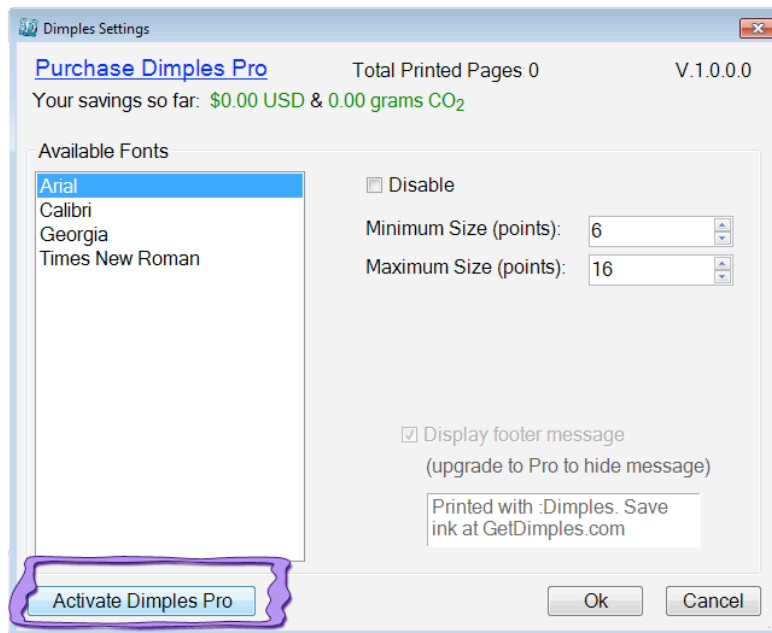 Dimples Settings
Purchase Dimples Pro Total Printed Pages 0 V.1.0.0.0
Your savings so far: $0.00 USD & 0.00 grams CO₂
Available Fonts
Arial
Calibri
Georgia
Times New Roman
Disable
Minimum Size (points): 6
Maximum Size (points): 16
Display footer message
(upgrade to Pro to hide message)
Printed with :Dimples. Save
ink at GetDimples.com
Activate Dimples Pro Ok Cancel